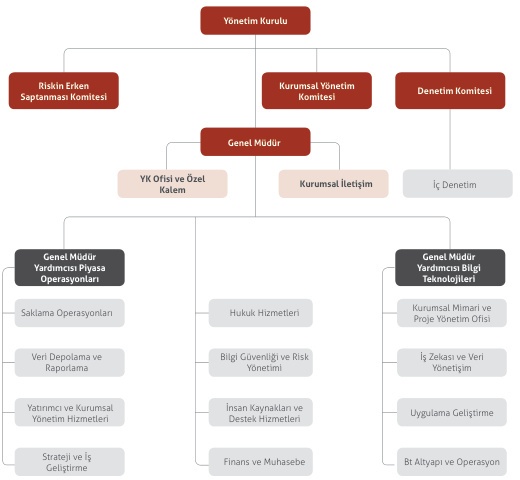 Yönetim Kurulu
Riskin Erken
Saptanması Komitesi
Kurumsal Yönetim
Komitesi
Denetim Komitesi
Genel Müdür
YK Ofisi ve Özel
Kalem
Kurumsal İletişim
İç Denetim
Genel Müdür
Yardımcısı Piyasa
Operasyonları
Genel Müdür
Yardımcısı Bilgi
Teknolojileri
Saklama Operasyonları
Hukuk Hizmetleri
Kurumsal Mimari ve
Proje Yönetim Ofisi
Veri Depolama ve
Raporlama
Bilgi Güvenliği ve Risk
Yönetimi
İş Zekası ve Veri
Yönetişim
Yatırımcı ve Kurumsal
Yönetim Hizmetleri
İnsan Kaynakları ve
Destek Hizmetleri
Uygulama Geliştirme
Strateji ve İş
Geliştirme
Finans ve Muhasebe
Bt Altyapı ve Operasyon